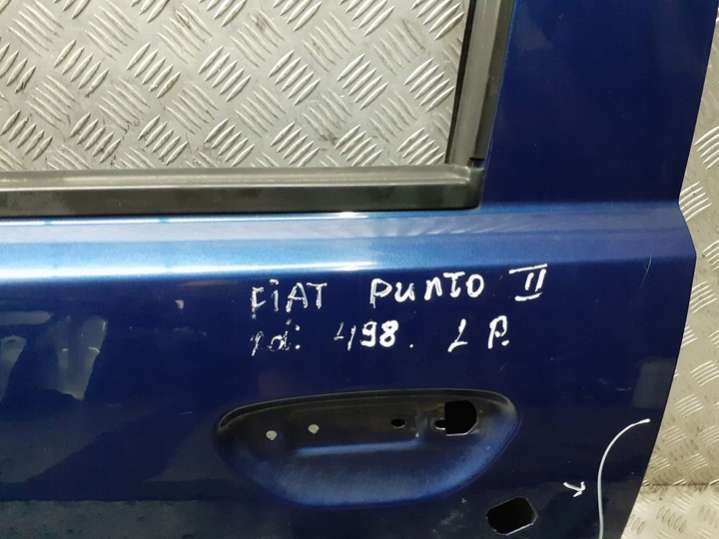 FiAT PUNTO II
498. L P.